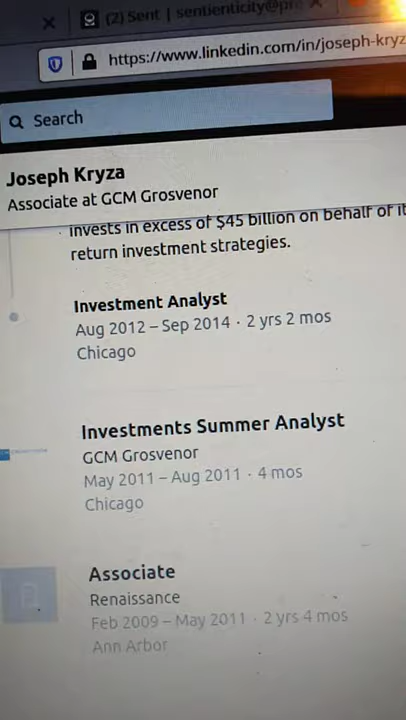 (2) Sent | sentienticity@pr
https://www.linkedin.com/in/joseph-kryz
Search
Joseph Kryza
Associate at GCM Grosvenor
invests in excess of $45 billion on behalf of it
return investment strategies.
Investment Analyst
Aug 2012 – Sep 2014 · 2 yrs 2 mos
Chicago
Investments Summer Analyst
GCM Grosvenor
May 2011 – Aug 2011 · 4 mos
Chicago
Associate
Renaissance
Feb 2009 – May 2011 · 2 yrs 4 mos
Ann Arbor